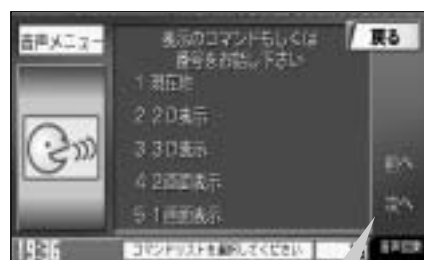 音声メニュー
表示のコマンドもしくは
番号をお話し下さい
戻る
1 現在地
2 2D表示
3 3D表示
4 2画面表示
5 1画面表示
前へ
次へ
19:36
コマンドリストを選択してください
音声認識